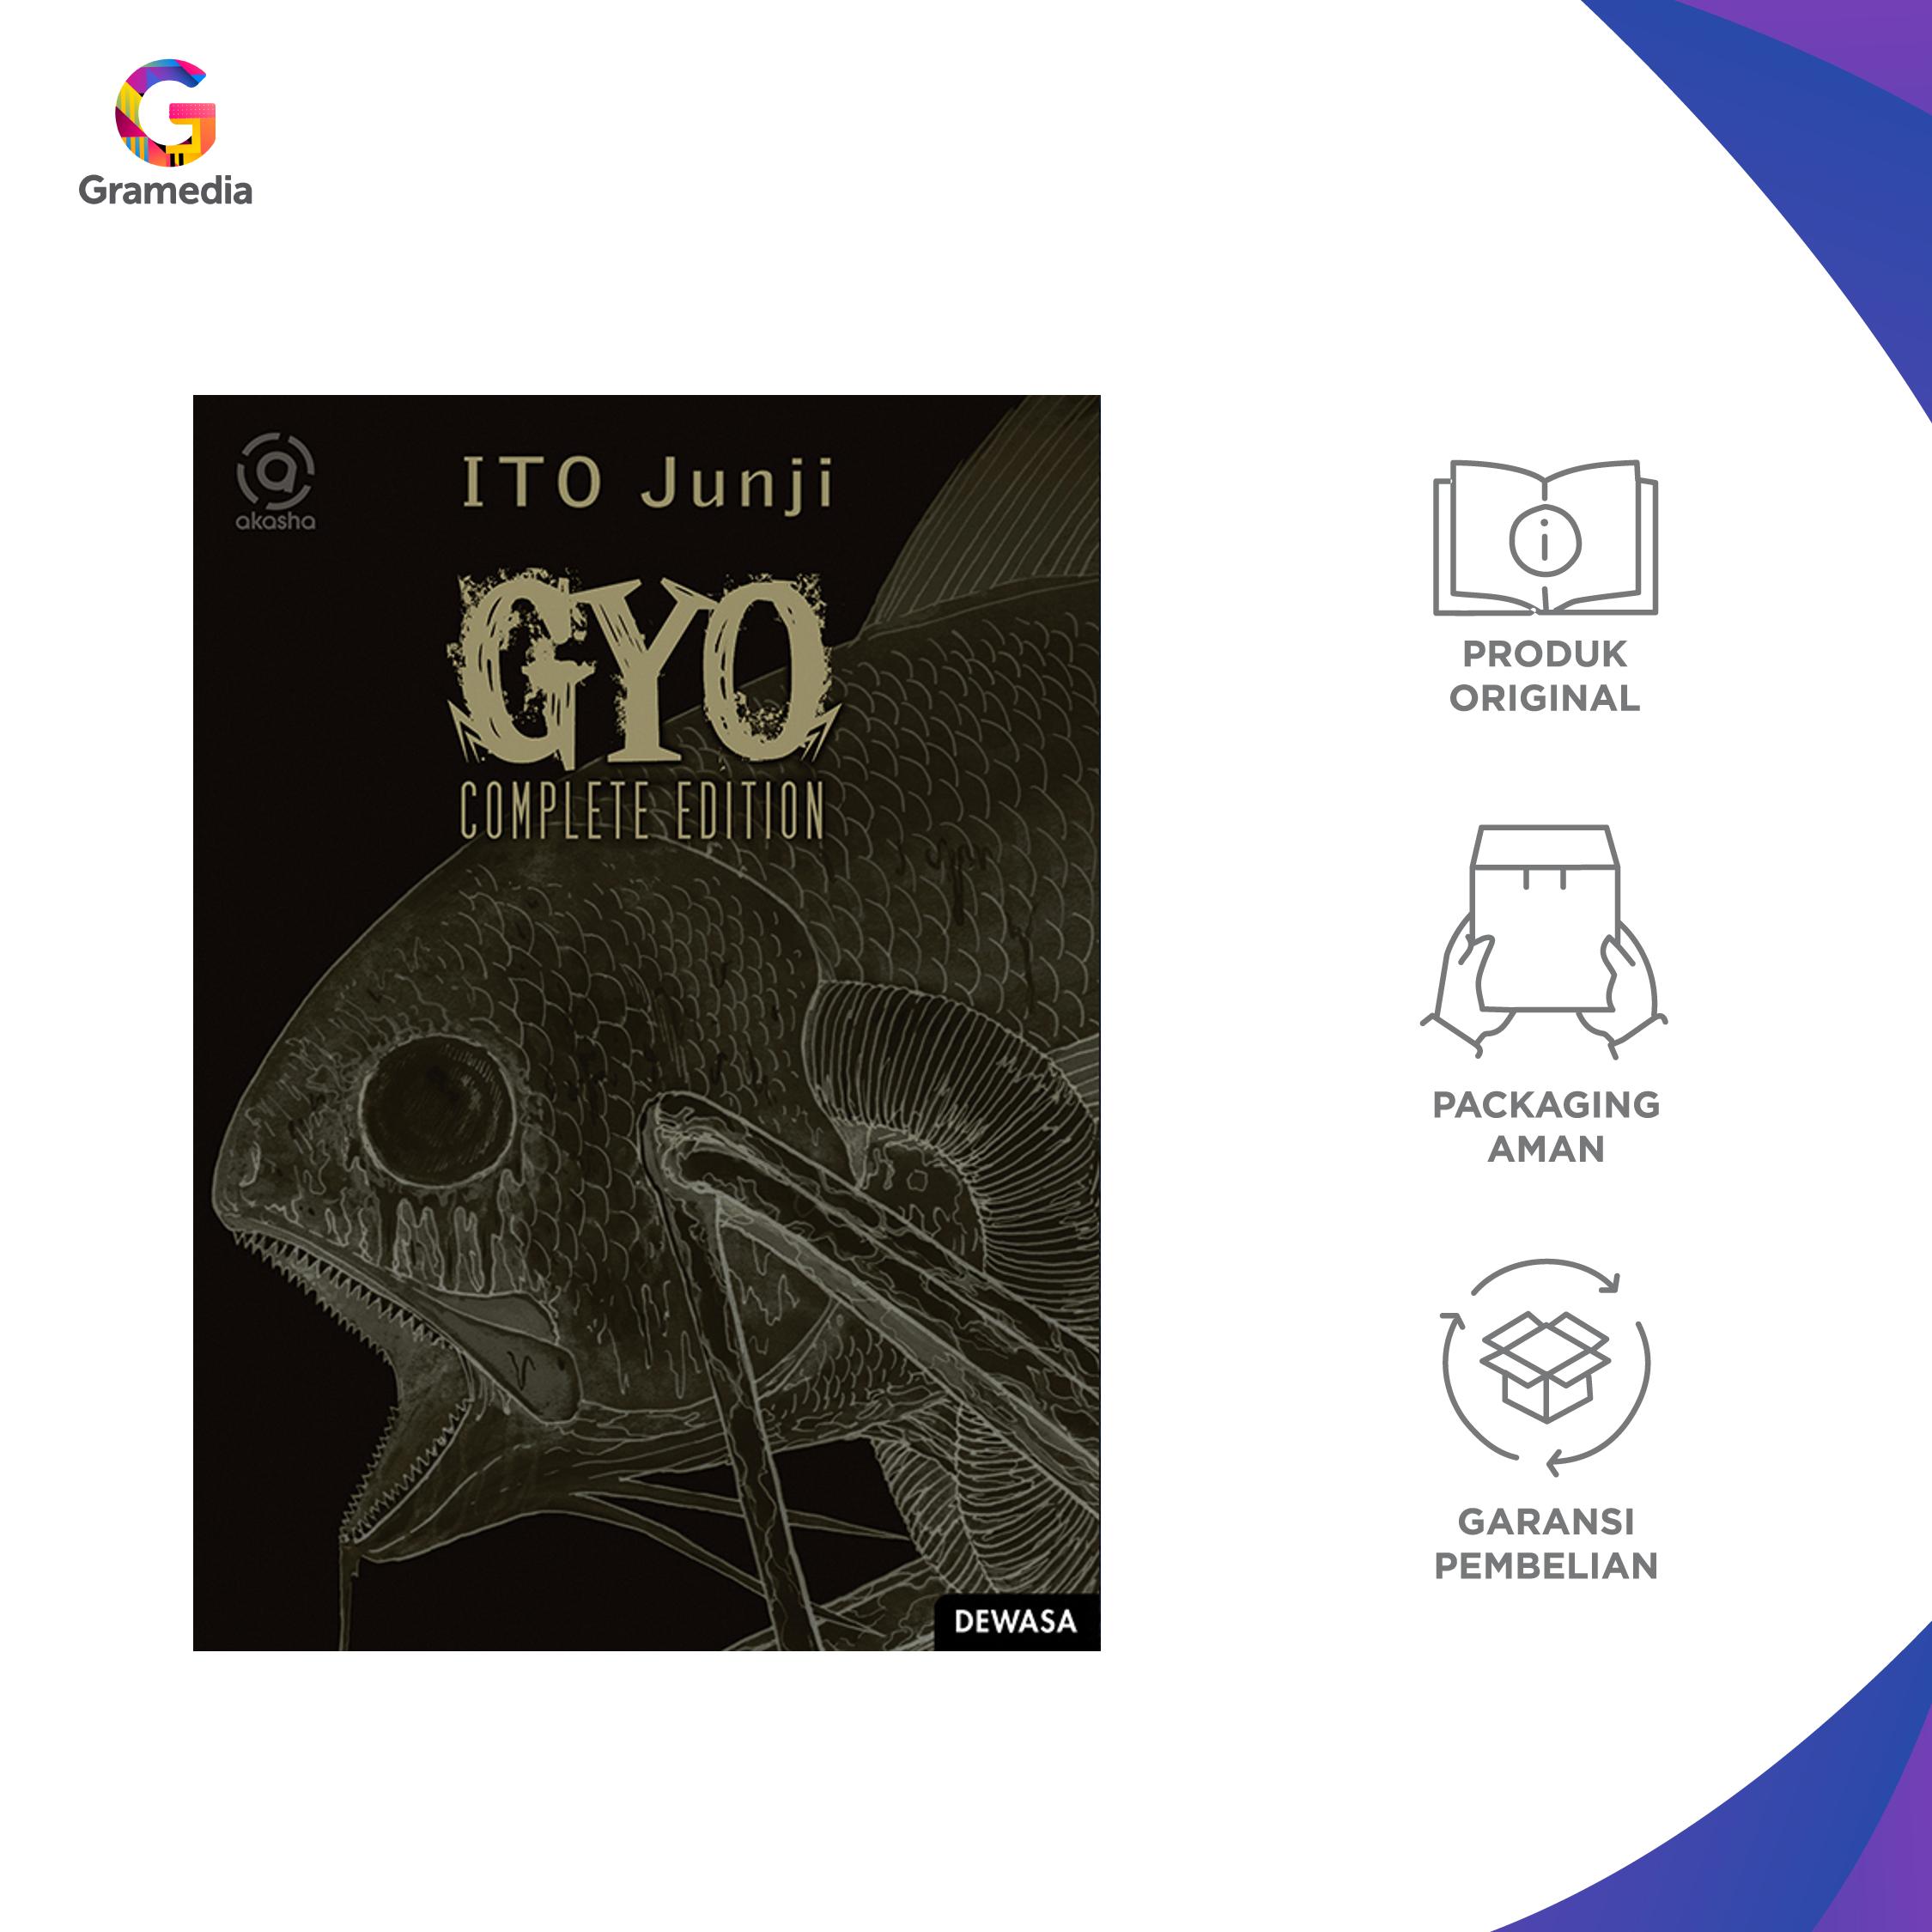 Gramedia
akasha
ITO Junji
GYO
COMPLETE EDITION
DEWASA
PRODUK
ORIGINAL
PACKAGING
AMAN
GARANSI
PEMBELIAN